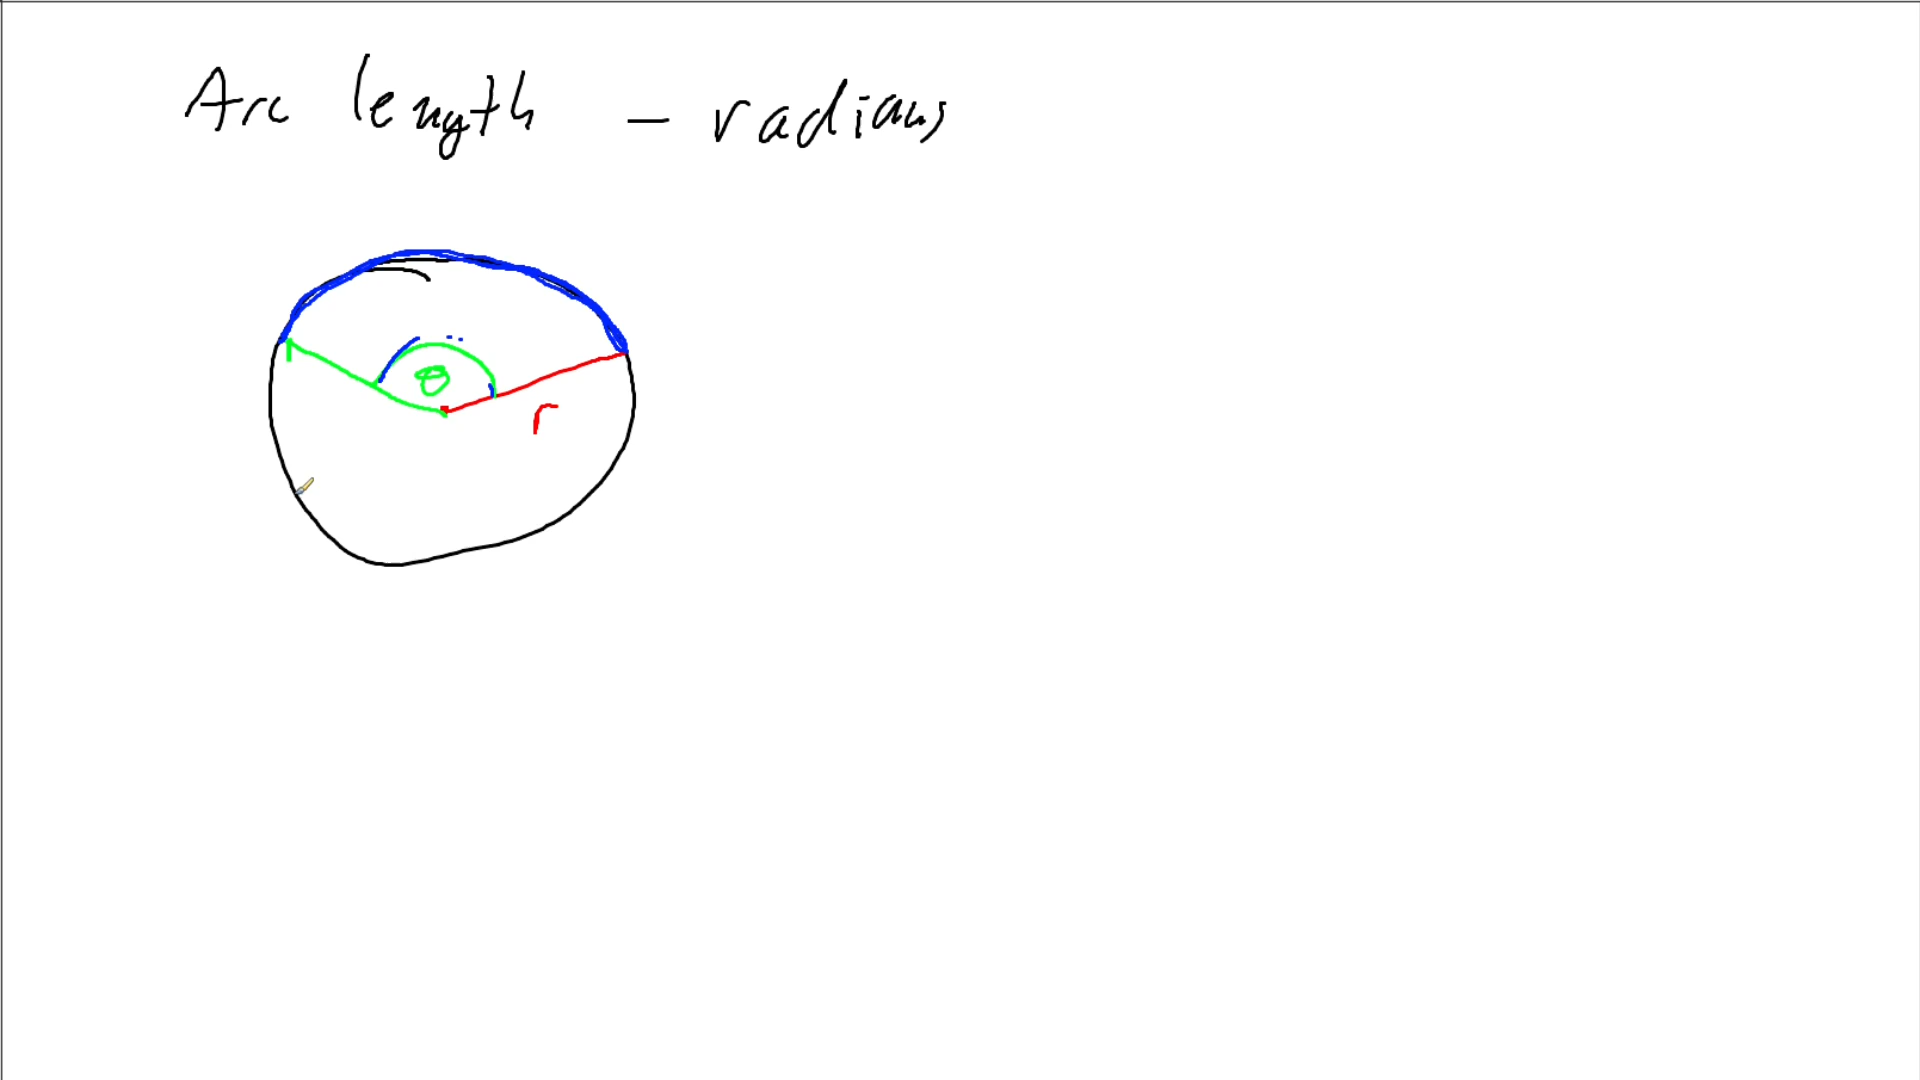 Arc length - radians
θ
r